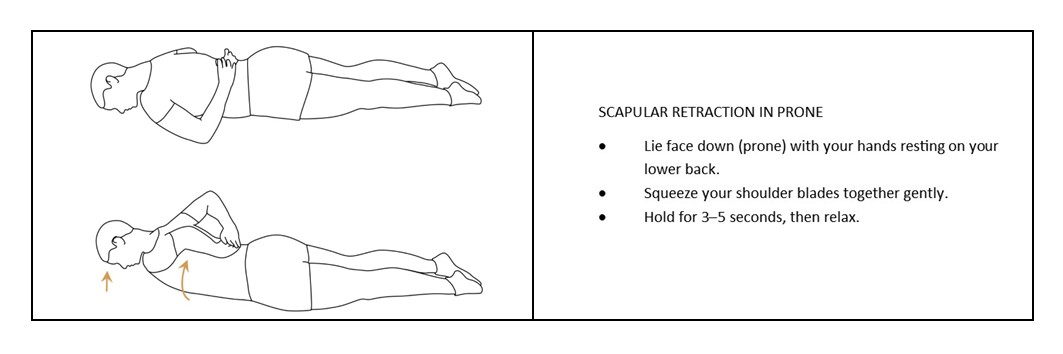 SCAPULAR RETRACTION IN PRONE
• Lie face down (prone) with your hands resting on your
lower back.
• Squeeze your shoulder blades together gently.
• Hold for 3–5 seconds, then relax.